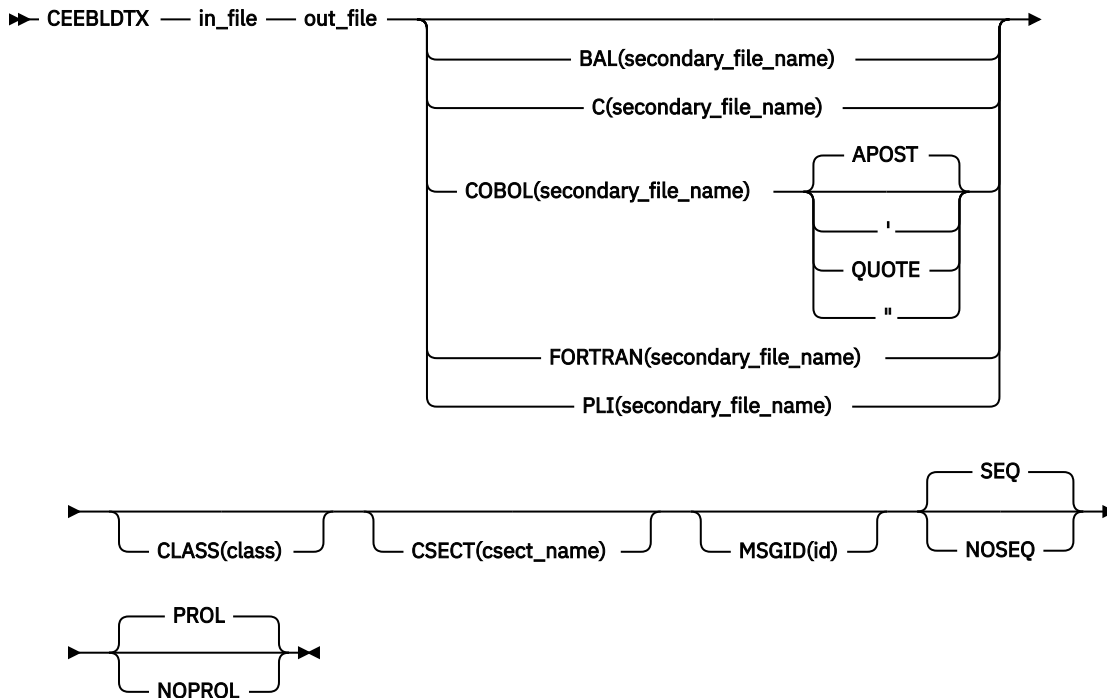 CEEBLDTX in_file out_file
BAL(secondary_file_name)
C(secondary_file_name)
APOST
COBOL(secondary_file_name)
'
QUOTE
"
FORTRAN(secondary_file_name)
PLI(secondary_file_name)
SEQ
CLASS(class) CSECT(csect_name) MSGID(id) NOSEQ
PROL
NOPROL